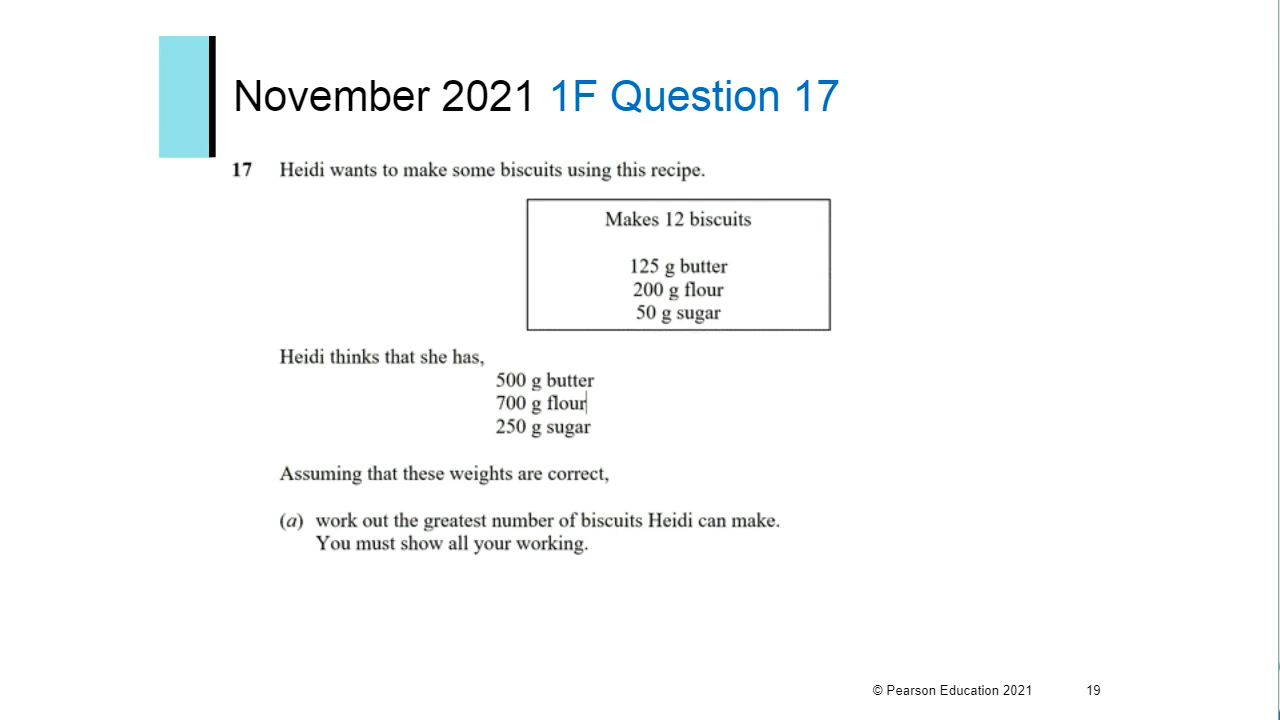 November 2021 1F Question 17
17 Heidi wants to make some biscuits using this recipe.
Makes 12 biscuits
125 g butter
200 g flour
50 g sugar
Heidi thinks that she has,
500 g butter
700 g flour
250 g sugar
Assuming that these weights are correct,
(a) work out the greatest number of biscuits Heidi can make.
You must show all your working.
© Pearson Education 2021 19